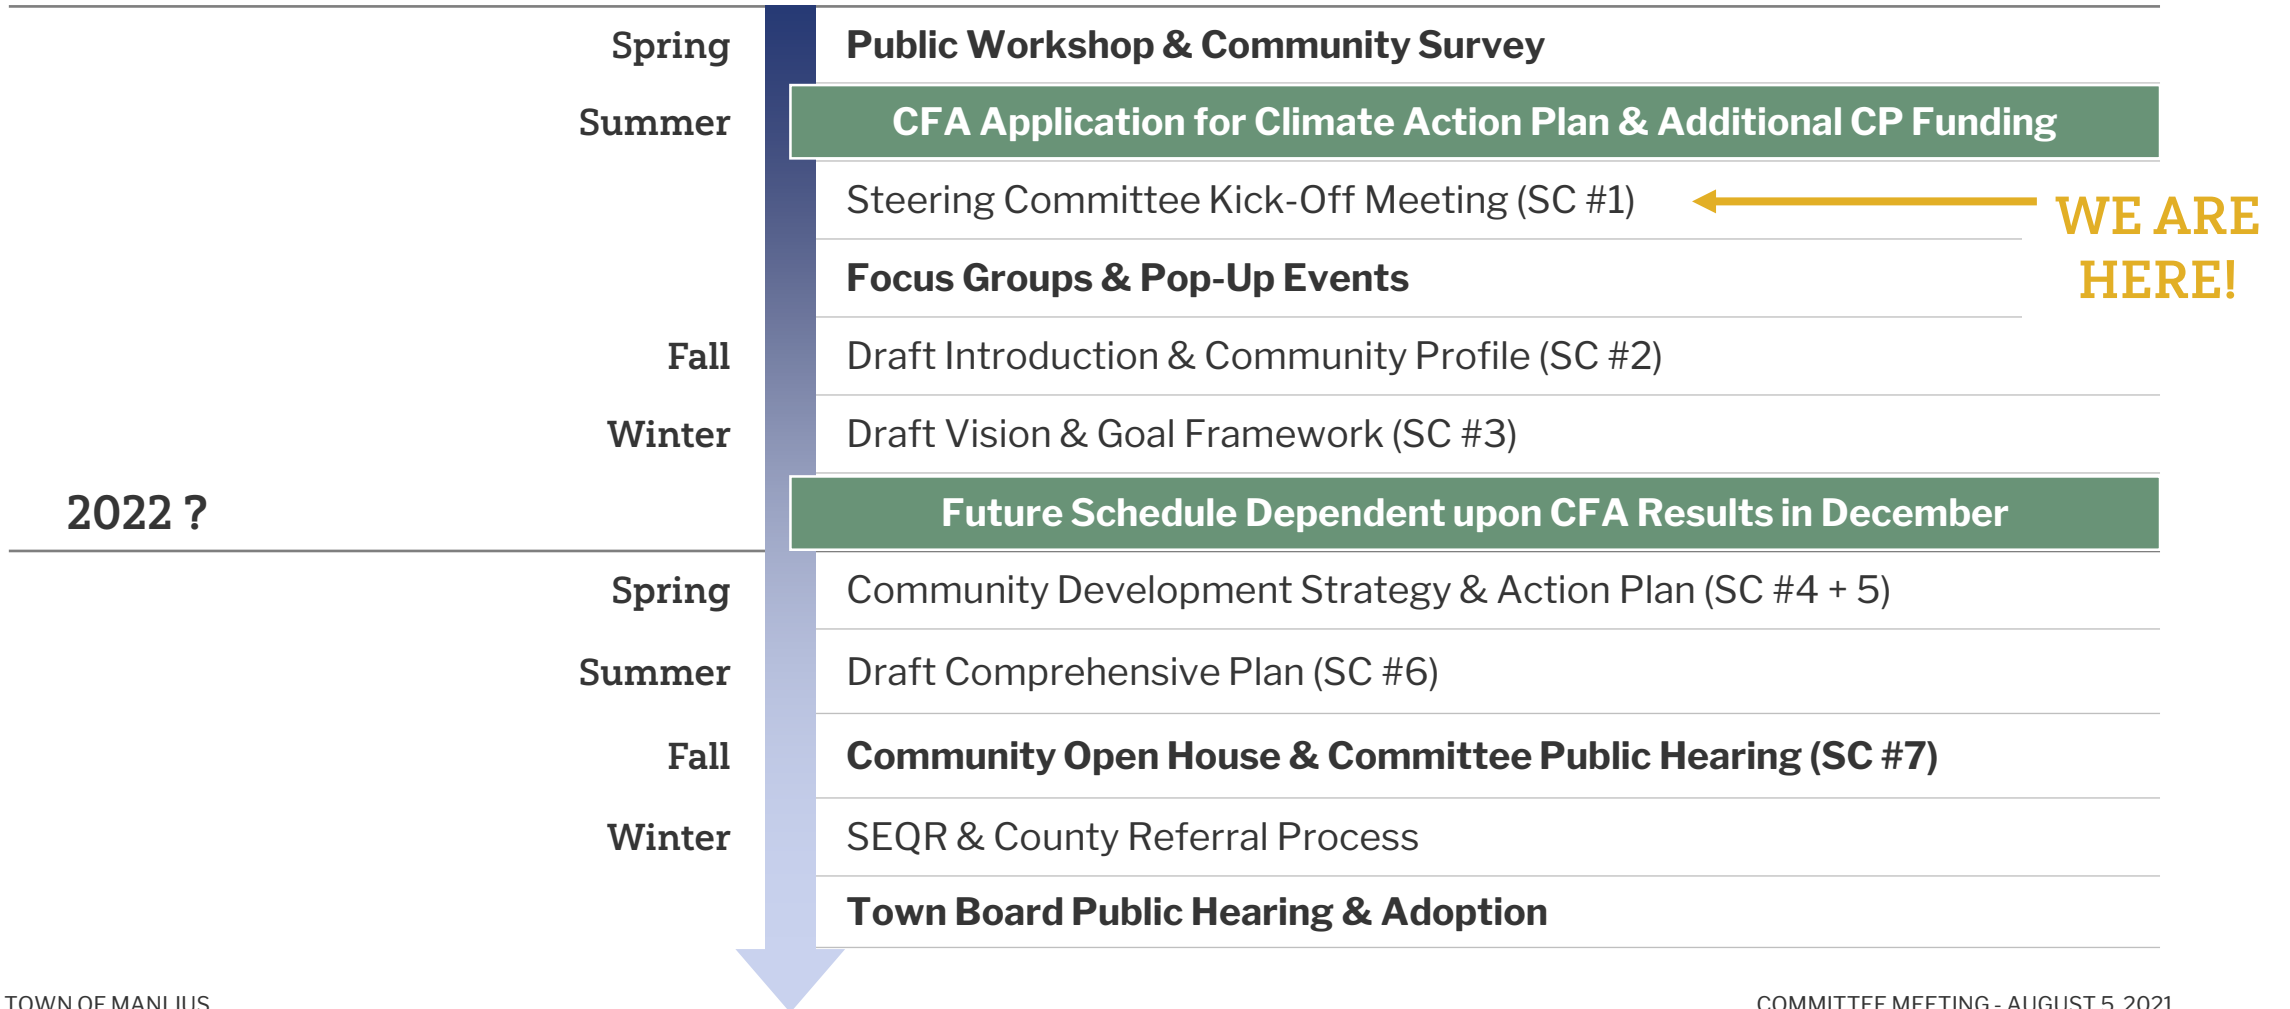 Spring Public Workshop & Community Survey
Summer CFA Application for Climate Action Plan & Additional CP Funding
Steering Committee Kick-Off Meeting (SC #1)
WE ARE
HERE!
Focus Groups & Pop-Up Events
Fall Draft Introduction & Community Profile (SC #2)
Winter Draft Vision & Goal Framework (SC #3)
2022 ? Future Schedule Dependent upon CFA Results in December
Spring Community Development Strategy & Action Plan (SC #4 + 5)
Summer Draft Comprehensive Plan (SC #6)
Fall Community Open House & Committee Public Hearing (SC #7)
Winter SEQR & County Referral Process
Town Board Public Hearing & Adoption
TOWN OF MANLIUS
COMMITTEE MEETING - AUGUST 5, 2021